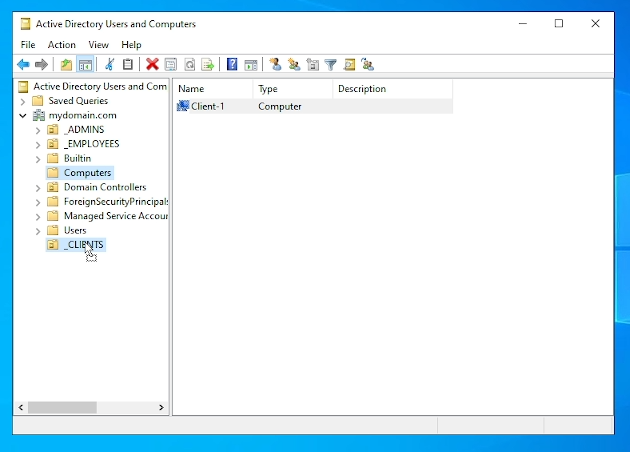 Active Directory Users and Computers
File Action View Help
Active Directory Users and Com
Saved Queries
mydomain.com
_ADMINS
_EMPLOYEES
Builtin
Computers
Domain Controllers
ForeignSecurityPrincipals
Managed Service Accour
Users
_CLIENTS
Name Type Description
Client-1 Computer